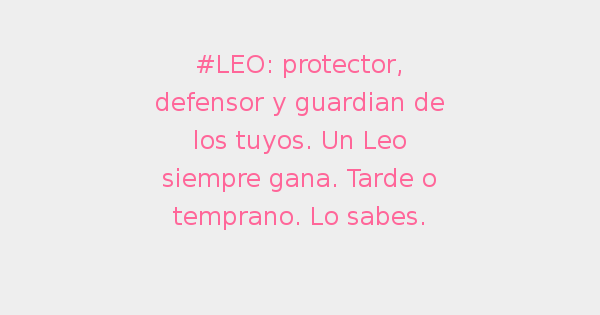 #LEO: protector,
defensor y guardian de
los tuyos. Un Leo
siempre gana. Tarde o
temprano. Lo sabes.